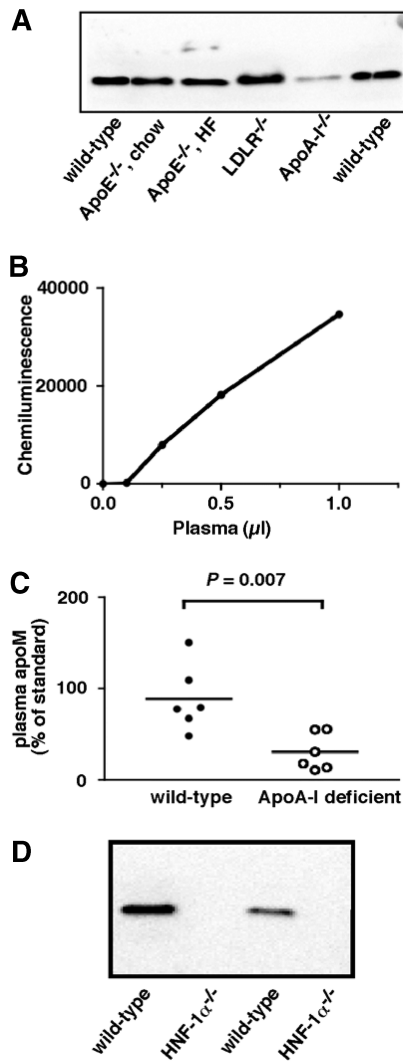 A
wild-type
ApoE-/-, chow
ApoE-/-, HF
LDLR-/-
ApoA-I-/-
wild-type
B
Chemiluminescence
40000
20000
0
0.0
0.5
1.0
Plasma (µl)
C
P = 0.007
plasma apoM
(% of standard)
200
100
0
wild-type
ApoA-I deficient
D
wild-type
HNF-1α-/-
wild-type
HNF-1α-/-